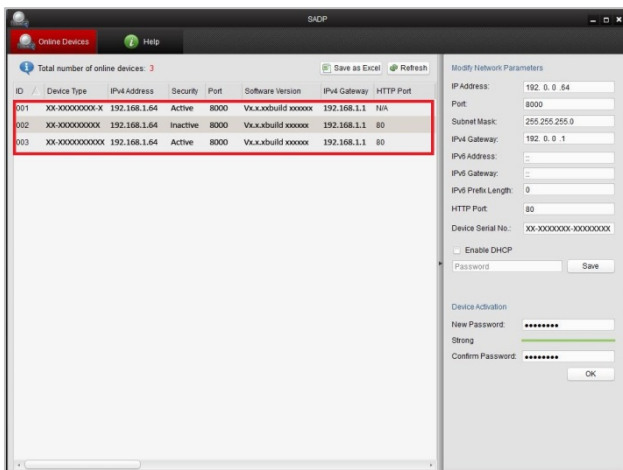 SADP
Online Devices
Help
Total number of online devices: 3
Save as Excel
Refresh
ID Device Type IPv4 Address Security Port Software Version IPv4 Gateway HTTP Port
001 XX-XXXXXXXX-X 192.168.1.64 Active 8000 Vx.x.xxbuild xxxxxx 192.168.1.1 N/A
002 XX-XXXXXXXXX 192.168.1.64 Inactive 8000 Vx.x.xbuild xxxxxx 192.168.1.1 80
003 XX-XXXXXXXXXX 192.168.1.64 Active 8000 Vx.x.xbuild xxxxxx 192.168.1.1 80
Modify Network Parameters
IP Address: 192. 0. 0 .64
Port: 8000
Subnet Mask: 255.255.255.0
IPv4 Gateway: 192. 0. 0 .1
IPv6 Address: ::
IPv6 Gateway: ::
IPv6 Prefix Length: 0
HTTP Port: 80
Device Serial No.: XX-XXXXXXX-XXXXXXXX
Enable DHCP
Password
Save
Device Activation
New Password: ••••••••
Strong
Confirm Password: ••••••••
OK